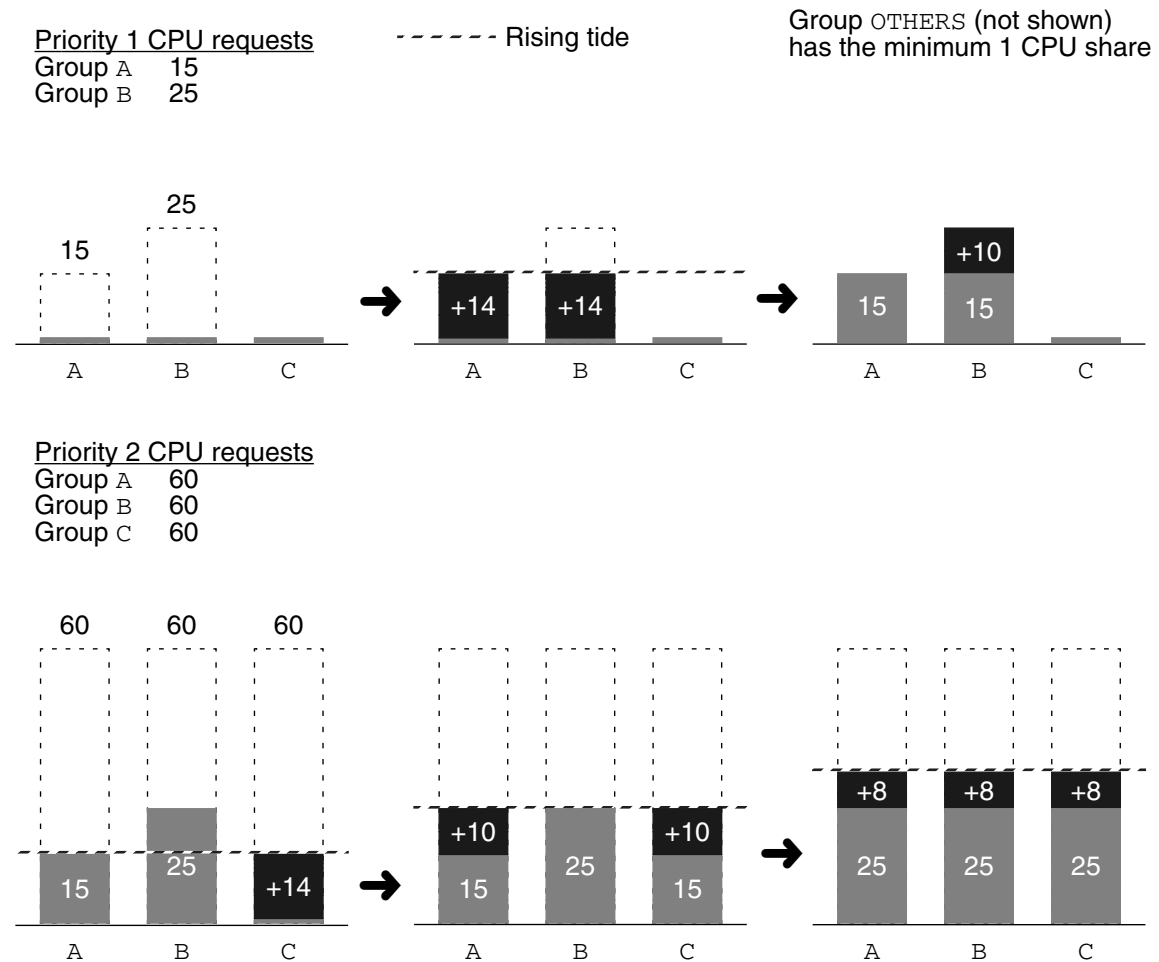 Priority 1 CPU requests
Group A 15
Group B 25
Rising tide
Group OTHERS (not shown)
has the minimum 1 CPU share
15
25
A
B
C
+14
+14
A
B
C
15
+10
15
A
B
C
Priority 2 CPU requests
Group A 60
Group B 60
Group C 60
60
60
60
15
25
+14
A
B
C
+10
15
25
+10
15
A
B
C
+8
+8
+8
25
25
25
A
B
C